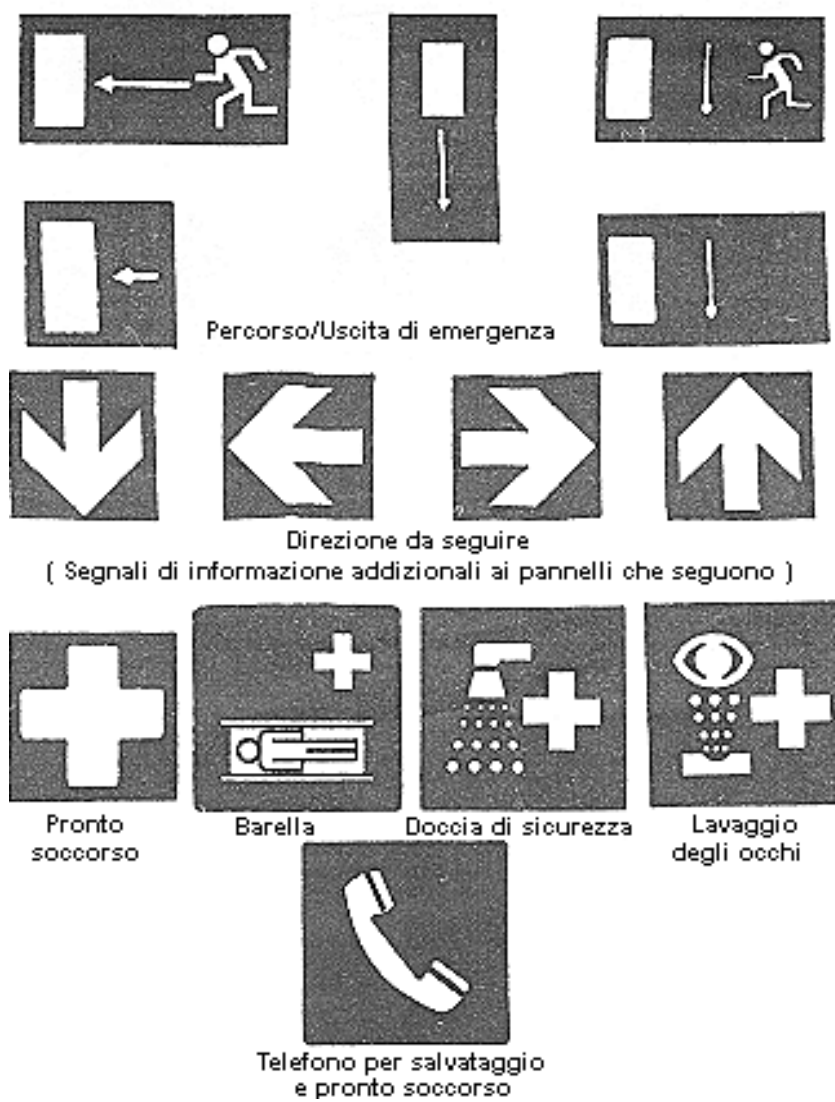 Percorso/Uscita di emergenza
Direzione da seguire
( Segnali di informazione addizionali ai pannelli che seguono )
Pronto
soccorso
Barella
Doccia di sicurezza
Lavaggio
degli occhi
Telefono per salvataggio
e pronto soccorso